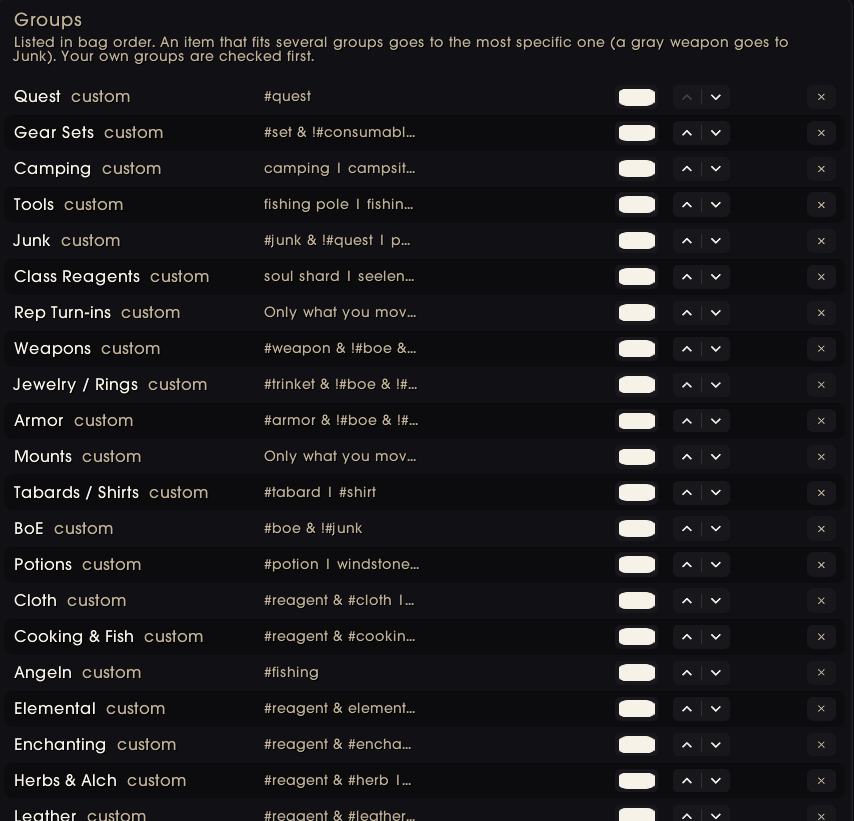 Groups
Listed in bag order. An item that fits several groups goes to the most specific one (a gray weapon goes to
Junk). Your own groups are checked first.
Quest custom #quest
Gear Sets custom #set & !#consumabl...
Camping custom camping | campsit...
Tools custom fishing pole | fishin...
Junk custom #junk & !#quest | p...
Class Reagents custom soul shard | seelen...
Rep Turn-ins custom Only what you mov...
Weapons custom #weapon & !#boe &...
Jewelry / Rings custom #trinket & !#boe & !#...
Armor custom #armor & !#boe & !#...
Mounts custom Only what you mov...
Tabards / Shirts custom #tabard | #shirt
BoE custom #boe & !#junk
Potions custom #potion | windstone...
Cloth custom #reagent & #cloth |...
Cooking & Fish custom #reagent & #cookin...
Angeln custom #fishing
Elemental custom #reagent & element...
Enchanting custom #reagent & #encha...
Herbs & Alch custom #reagent & #herb |...
Leather custom #reagent & #leather...